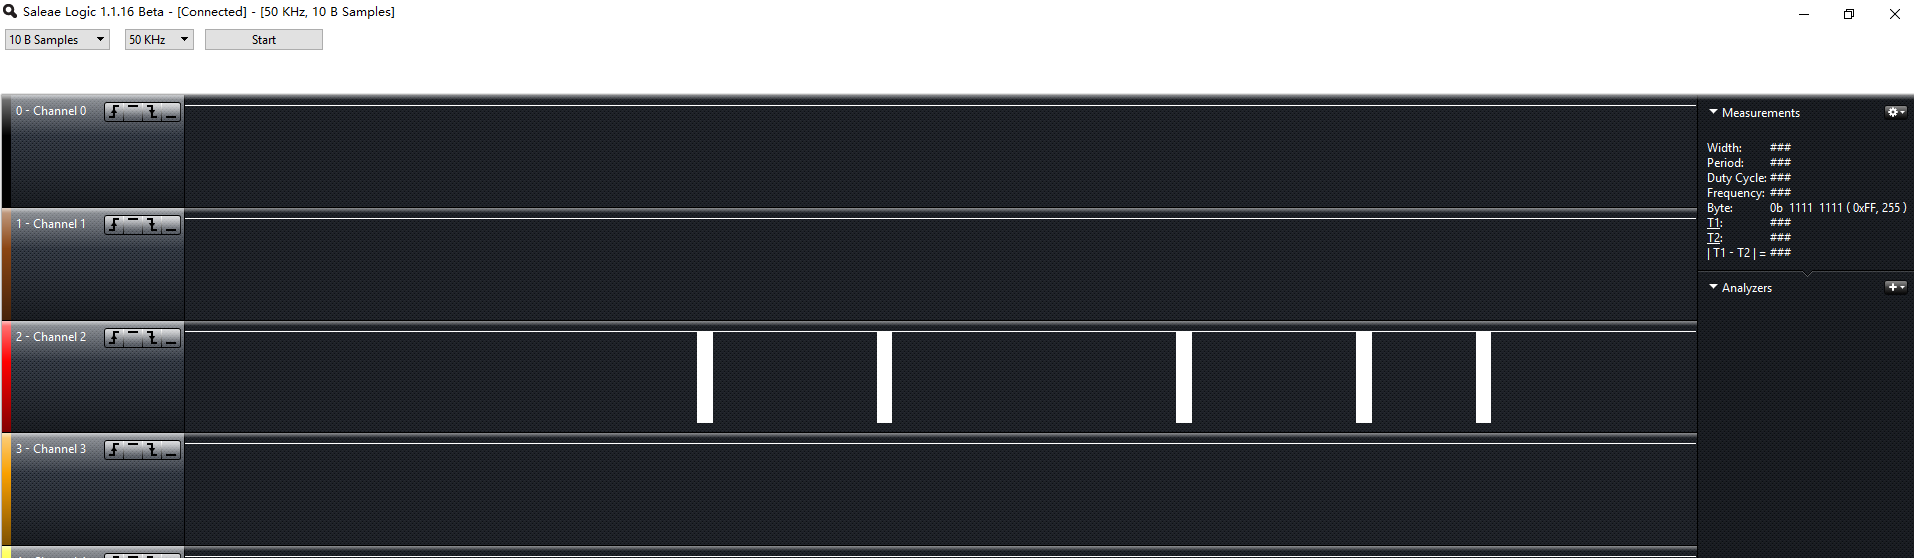 Saleae Logic 1.1.16 Beta - [Connected] - [50 KHz, 10 B Samples]
10 B Samples 50 KHz Start
0 - Channel 0
1 - Channel 1
2 - Channel 2
3 - Channel 3
Measurements
Width: ###
Period: ###
Duty Cycle: ###
Frequency: ###
Byte: 0b 1111 1111 ( 0xFF, 255 )
T1: ###
T2: ###
| T1 - T2 | = ###
Analyzers